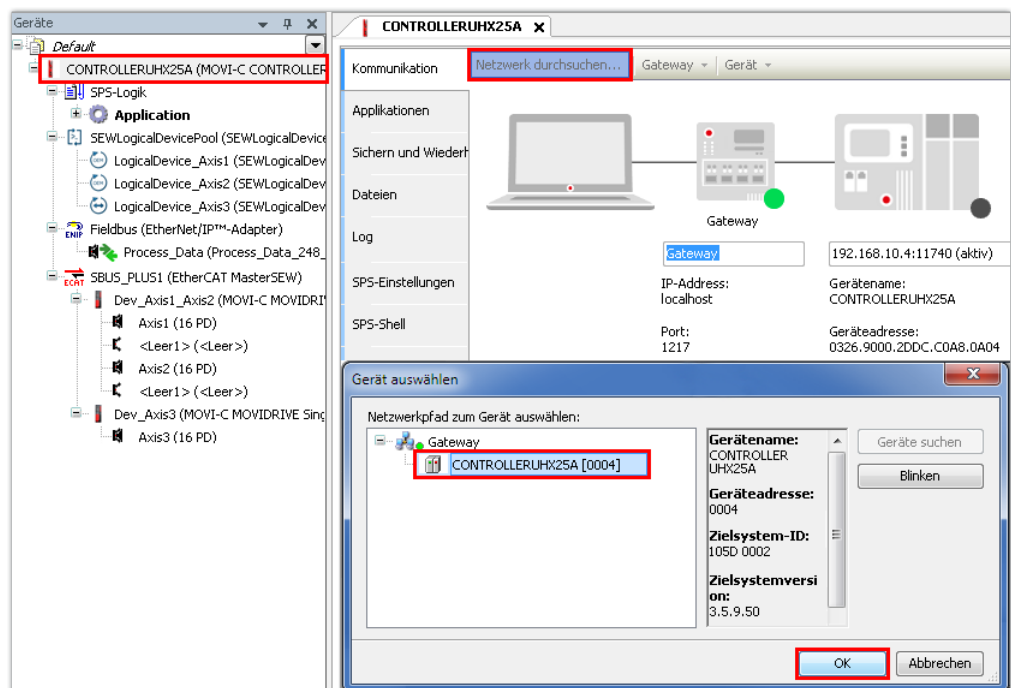 Geräte
Default
CONTROLLERUHX25A (MOVI-C CONTROLLER
SPS-Logik
Application
SEWLogicalDevicePool (SEWLogicalDevice
LogicalDevice_Axis1 (SEWLogicalDev
LogicalDevice_Axis2 (SEWLogicalDev
LogicalDevice_Axis3 (SEWLogicalDev
ENIP Fieldbus (EtherNet/IP™-Adapter)
Process_Data (Process_Data_248_
ECAT SBUS_PLUS1 (EtherCAT MasterSEW)
Dev_Axis1_Axis2 (MOVI-C MOVIDRI
Axis1 (16 PD)
<Leer1> (<Leer>)
Axis2 (16 PD)
<Leer1> (<Leer>)
Dev_Axis3 (MOVI-C MOVIDRIVE Sing
Axis3 (16 PD)
CONTROLLERUHX25A
Kommunikation
Applikationen
Sichern und Wiederh
Dateien
Log
SPS-Einstellungen
SPS-Shell
Netzwerk durchsuchen... Gateway Gerät
Gateway
Gateway
IP-Address:
localhost
Port:
1217
192.168.10.4:11740 (aktiv)
Gerätename:
CONTROLLERUHX25A
Geräteadresse:
0326.9000.2DDC.C0A8.0A04
Gerät auswählen
Netzwerkpfad zum Gerät auswählen:
Gateway
CONTROLLERUHX25A [0004]
Gerätename:
CONTROLLER
UHX25A
Geräteadresse:
0004
Zielsystem-ID:
105D 0002
Zielsystemversi
on:
3.5.9.50
Geräte suchen
Blinken
OK
Abbrechen